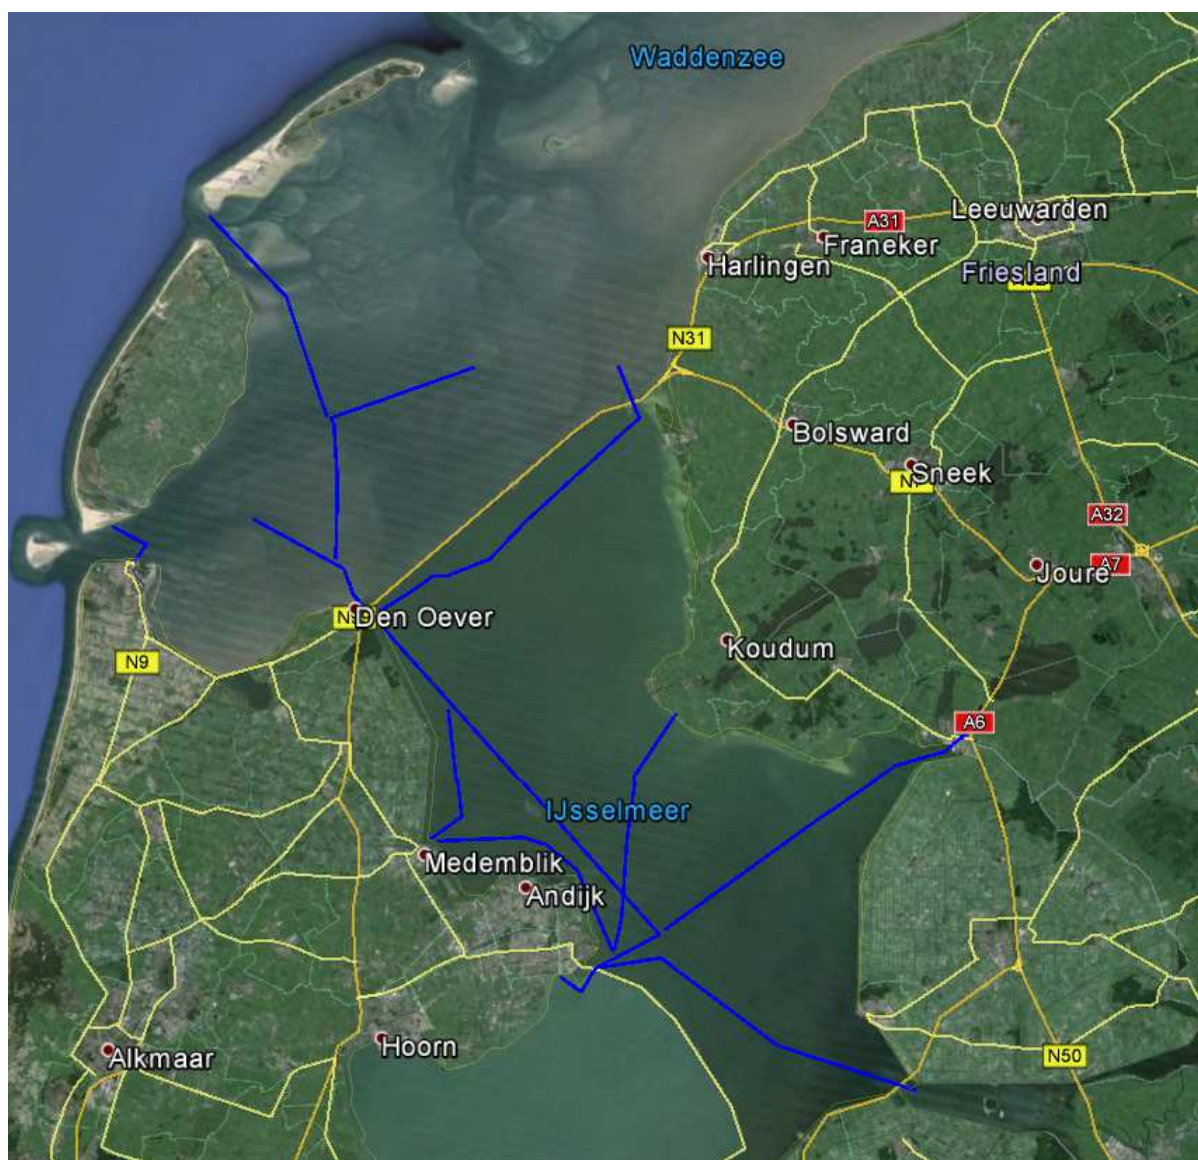 Waddenzee
Leeuwarden
A31
Franeker
Harlingen
Friesland
N31
Bolsward
Sneek
A32
A7
Joure
Den Oever
Koudum
N9
A6
IJsselmeer
Medemblik
Andijk
Hoorn
Alkmaar
N50